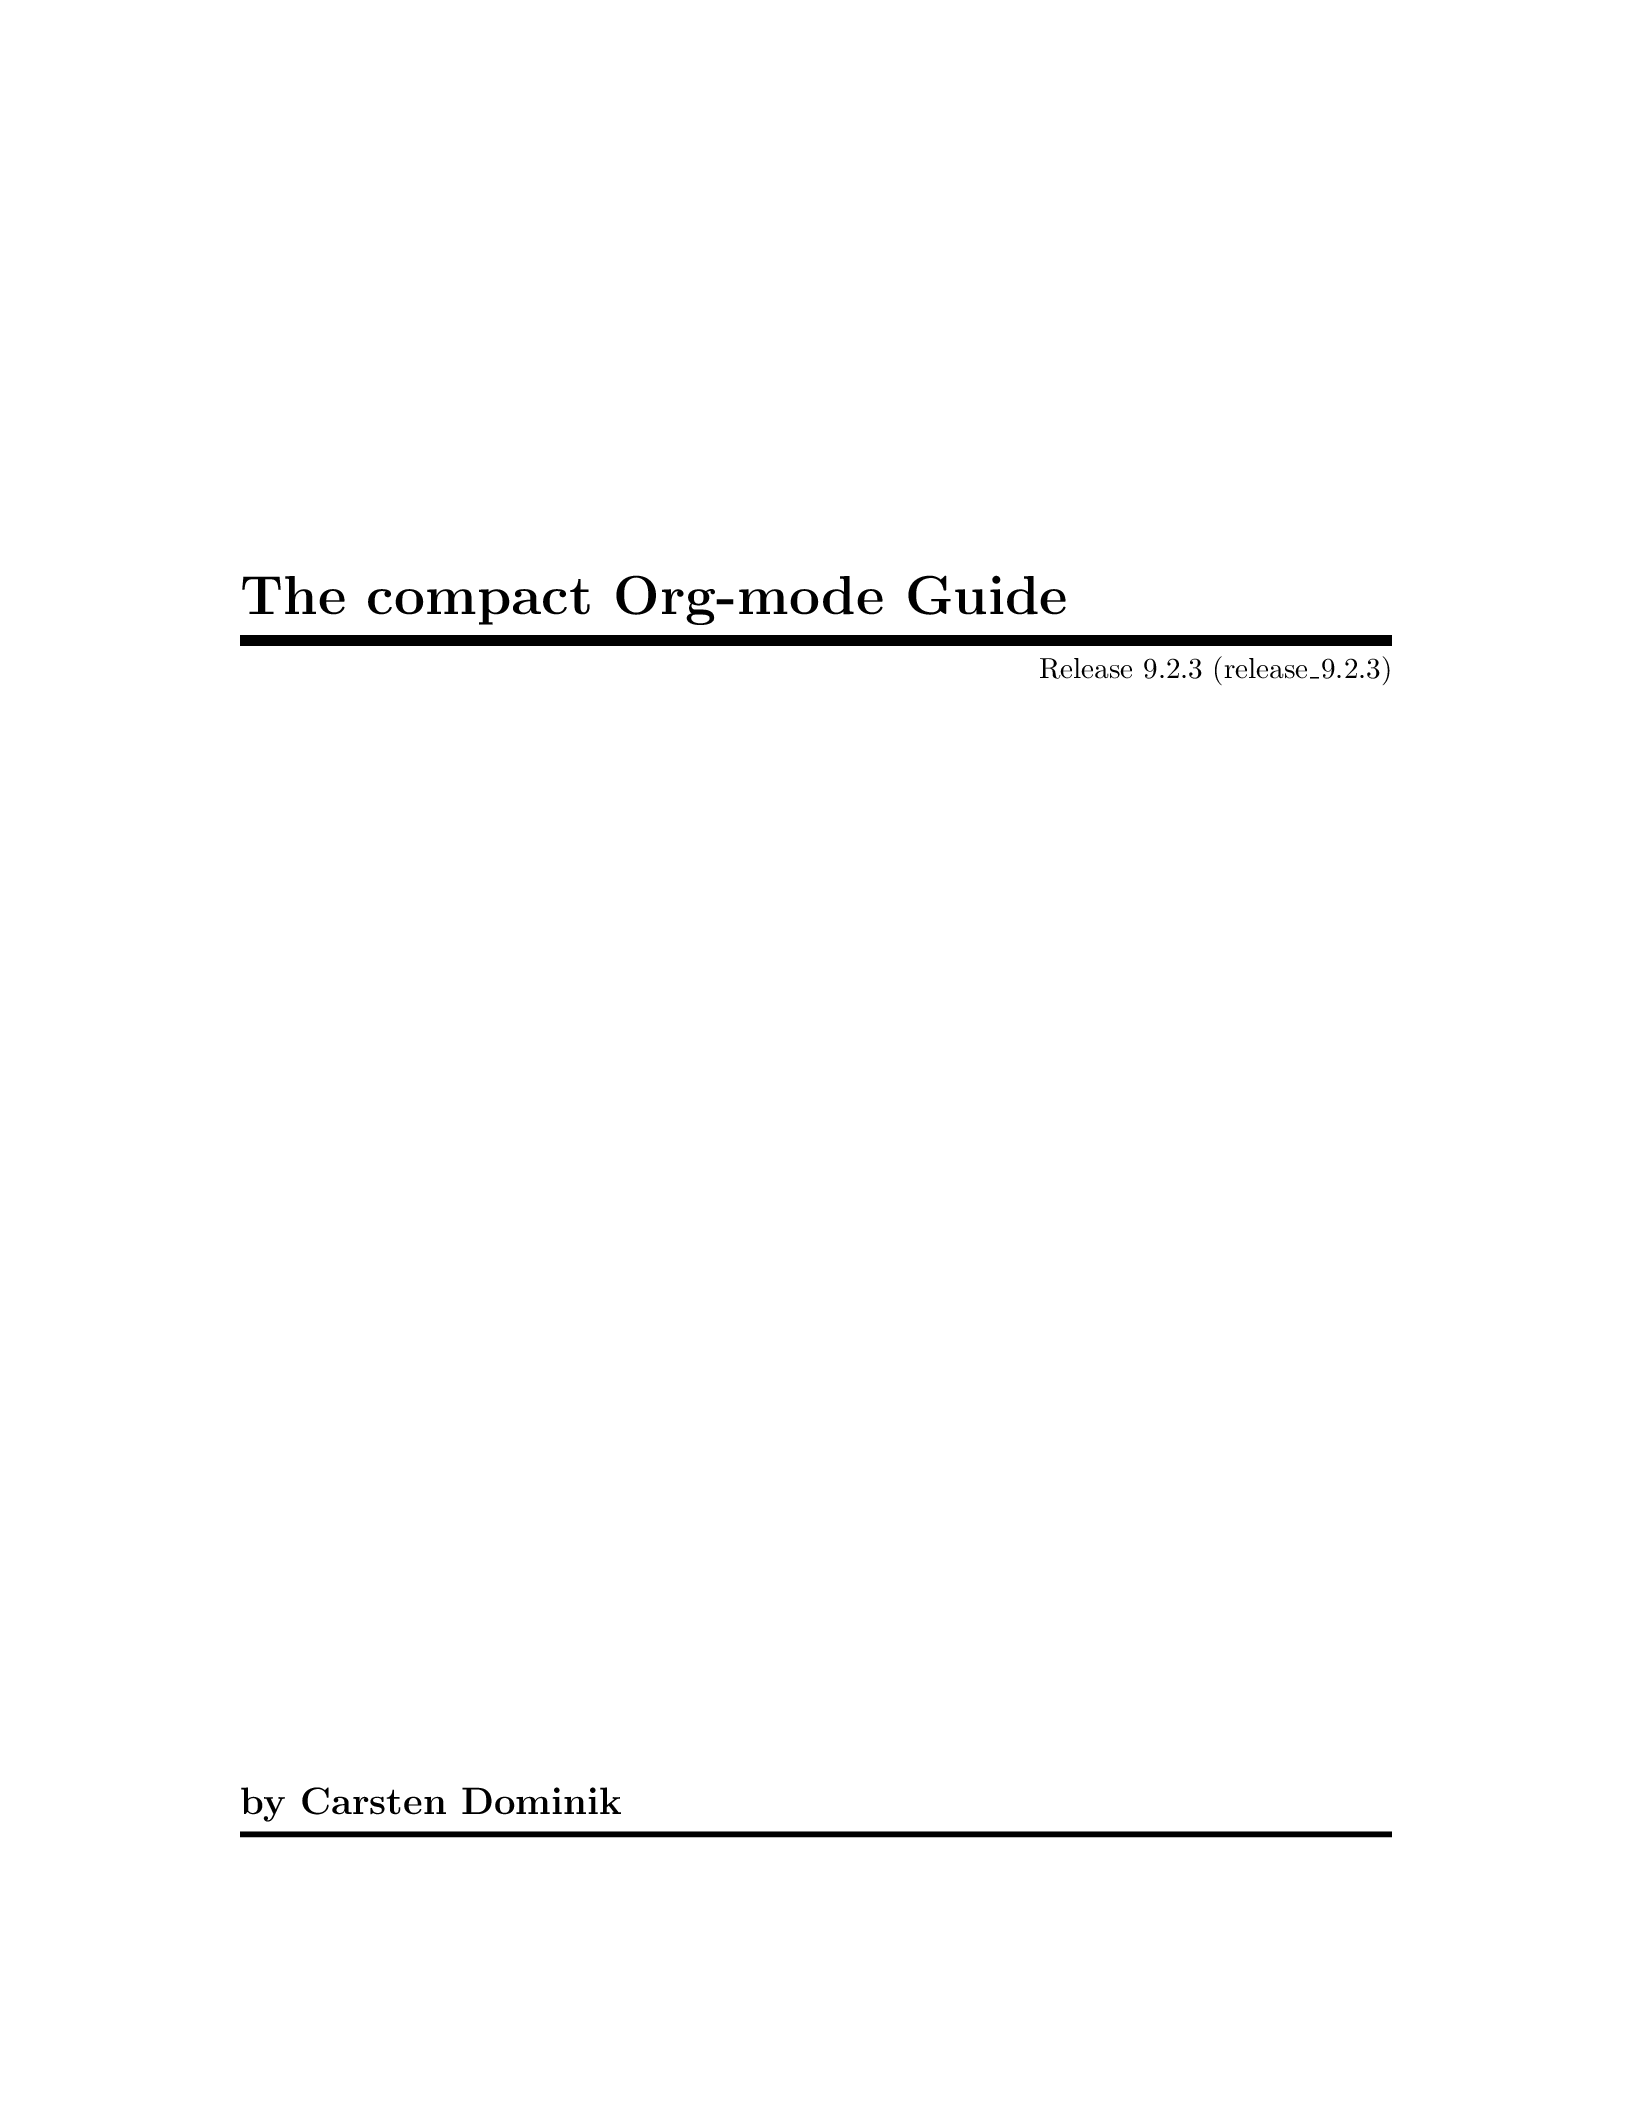 The compact Org-mode Guide
Release 9.2.3 (release_9.2.3)
by Carsten Dominik